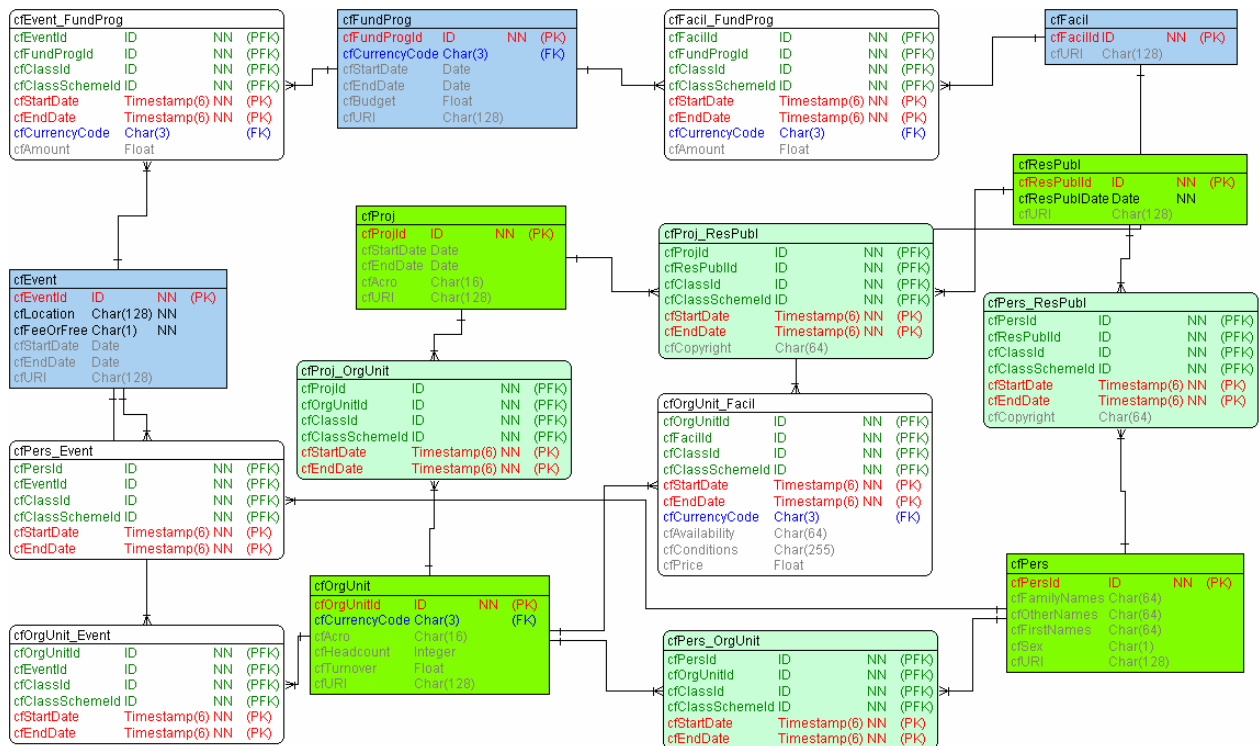 cfEvent_FundProg
cfEventId ID NN (PFK)
cfFundProgId ID NN (PFK)
cfClassId ID NN (PFK)
cfClassSchemeId ID NN (PFK)
cfStartDate Timestamp(6) NN (PK)
cfEndDate Timestamp(6) NN (PK)
cfCurrencyCode Char(3) (FK)
cfAmount Float
cfFundProg
cfFundProgId ID NN (PK)
cfCurrencyCode Char(3) (FK)
cfStartDate Date
cfEndDate Date
cfBudget Float
cfURI Char(128)
cfFacil_FundProg
cfFacilId ID NN (PFK)
cfFundProgId ID NN (PFK)
cfClassId ID NN (PFK)
cfClassSchemeId ID NN (PFK)
cfStartDate Timestamp(6) NN (PK)
cfEndDate Timestamp(6) NN (PK)
cfCurrencyCode Char(3) (FK)
cfAmount Float
cfFacil
cfFacilId ID NN (PK)
cfURI Char(128)
cfResPubl
cfResPublId ID NN (PK)
cfResPublDate Date NN
cfURI Char(128)
cfProj
cfProjId ID NN (PK)
cfStartDate Date
cfEndDate Date
cfAcro Char(16)
cfURI Char(128)
cfProj_ResPubl
cfProjId ID NN (PFK)
cfResPublId ID NN (PFK)
cfClassId ID NN (PFK)
cfClassSchemeId ID NN (PFK)
cfStartDate Timestamp(6) NN (PK)
cfEndDate Timestamp(6) NN (PK)
cfCopyright Char(64)
cfEvent
cfEventId ID NN (PK)
cfLocation Char(128) NN
cfFeeOrFree Char(1) NN
cfStartDate Date
cfEndDate Date
cfURI Char(128)
cfPers_ResPubl
cfPersId ID NN (PFK)
cfResPublId ID NN (PFK)
cfClassId ID NN (PFK)
cfClassSchemeId ID NN (PFK)
cfStartDate Timestamp(6) NN (PK)
cfEndDate Timestamp(6) NN (PK)
cfCopyright Char(64)
cfProj_OrgUnit
cfProjId ID NN (PFK)
cfOrgUnitId ID NN (PFK)
cfClassId ID NN (PFK)
cfClassSchemeId ID NN (PFK)
cfStartDate Timestamp(6) NN (PK)
cfEndDate Timestamp(6) NN (PK)
cfOrgUnit_Facil
cfOrgUnitId ID NN (PFK)
cfFacilId ID NN (PFK)
cfClassId ID NN (PFK)
cfClassSchemeId ID NN (PFK)
cfStartDate Timestamp(6) NN (PK)
cfEndDate Timestamp(6) NN (PK)
cfCurrencyCode Char(3) (FK)
cfAvailability Char(64)
cfConditions Char(255)
cfPrice Float
cfPers_Event
cfPersId ID NN (PFK)
cfEventId ID NN (PFK)
cfClassId ID NN (PFK)
cfClassSchemeId ID NN (PFK)
cfStartDate Timestamp(6) NN (PK)
cfEndDate Timestamp(6) NN (PK)
cfPers
cfPersId ID NN (PK)
cfFamilyNames Char(64)
cfOtherNames Char(64)
cfFirstNames Char(64)
cfSex Char(1)
cfURI Char(128)
cfOrgUnit
cfOrgUnitId ID NN (PK)
cfCurrencyCode Char(3) (FK)
cfAcro Char(16)
cfHeadcount Integer
cfTurnover Float
cfURI Char(128)
cfOrgUnit_Event
cfOrgUnitId ID NN (PFK)
cfEventId ID NN (PFK)
cfClassId ID NN (PFK)
cfClassSchemeId ID NN (PFK)
cfStartDate Timestamp(6) NN (PK)
cfEndDate Timestamp(6) NN (PK)
cfPers_OrgUnit
cfPersId ID NN (PFK)
cfOrgUnitId ID NN (PFK)
cfClassId ID NN (PFK)
cfClassSchemeId ID NN (PFK)
cfStartDate Timestamp(6) NN (PK)
cfEndDate Timestamp(6) NN (PK)